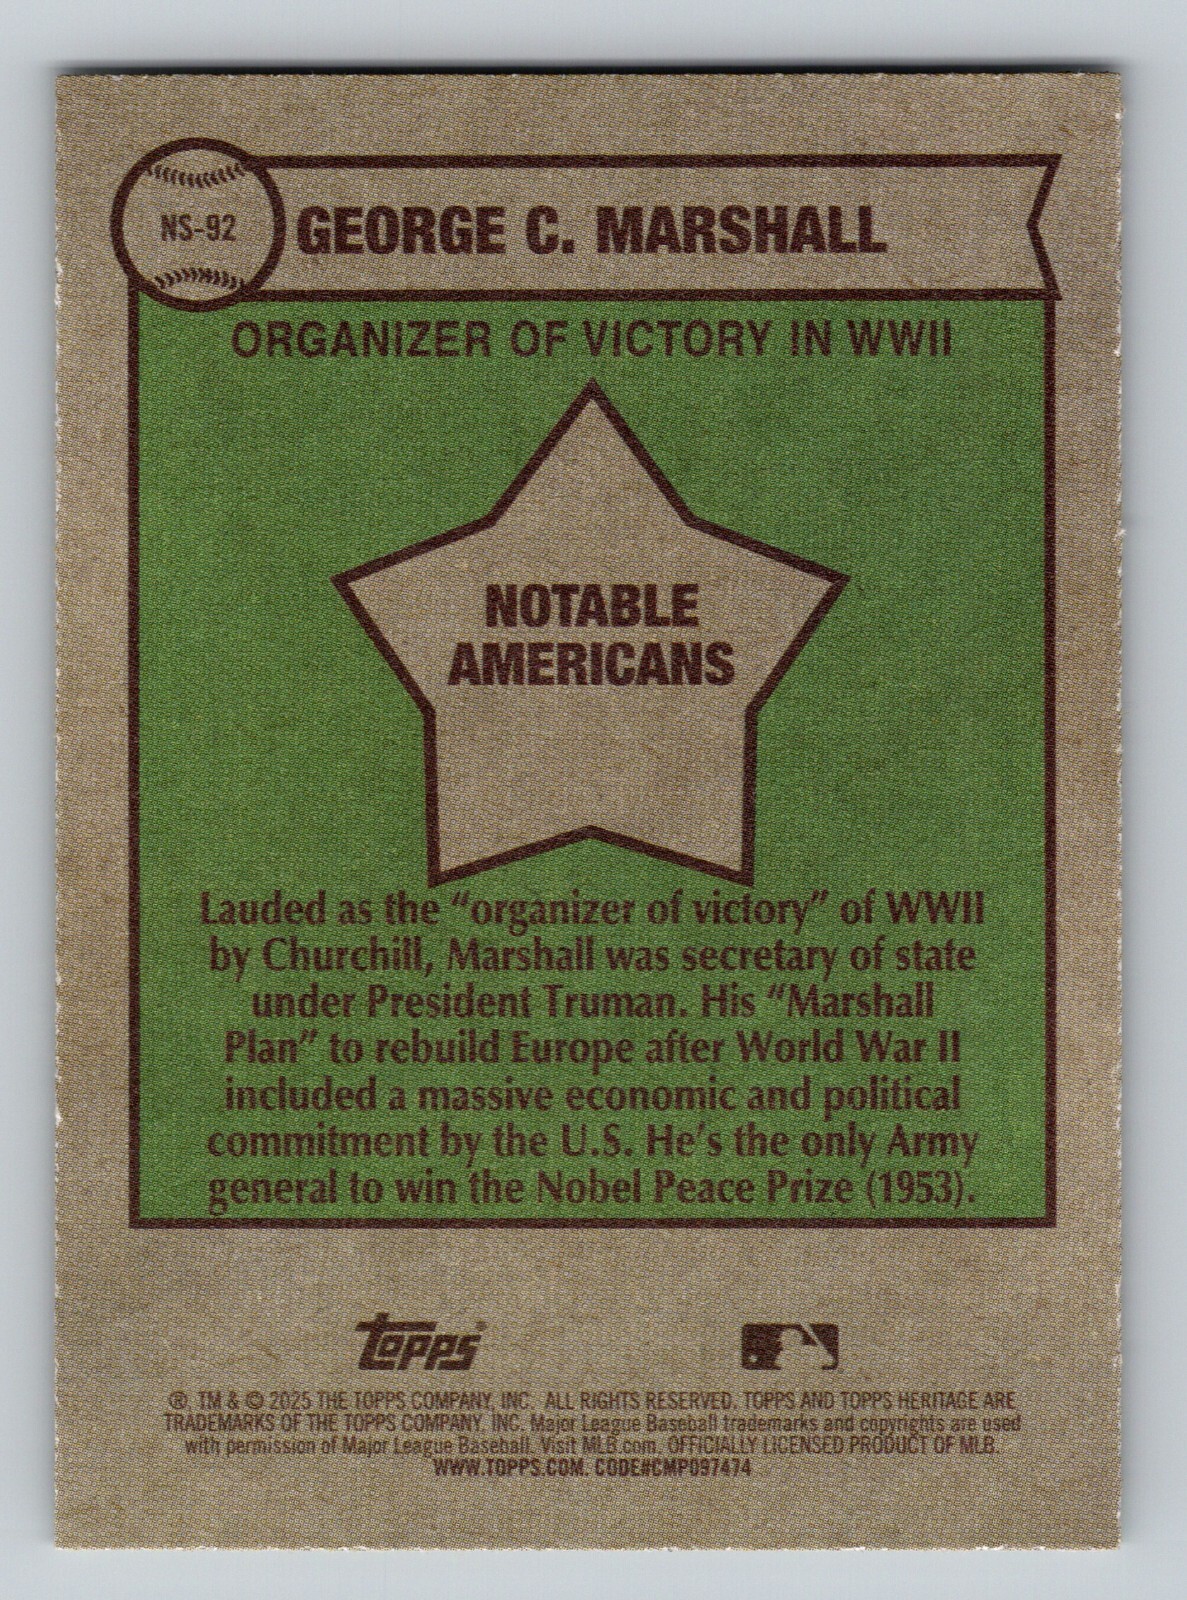 NS-92
GEORGE C. MARSHALL
ORGANIZER OF VICTORY IN WWII
NOTABLE
AMERICANS
Lauded as the “organizer of victory” of WWII
by Churchill, Marshall was secretary of state
under President Truman. His “Marshall
Plan” to rebuild Europe after World War II
included a massive economic and political
commitment by the U.S. He’s the only Army
general to win the Nobel Peace Prize (1953).
topps®
®, TM & © 2025 THE TOPPS COMPANY, INC. ALL RIGHTS RESERVED. TOPPS AND TOPPS HERITAGE ARE
TRADEMARKS OF THE TOPPS COMPANY, INC. Major League Baseball trademarks and copyrights are used
with permission of Major League Baseball. Visit MLB.com. OFFICIALLY LICENSED PRODUCT OF MLB.
WWW.TOPPS.COM. CODE#CMP097474